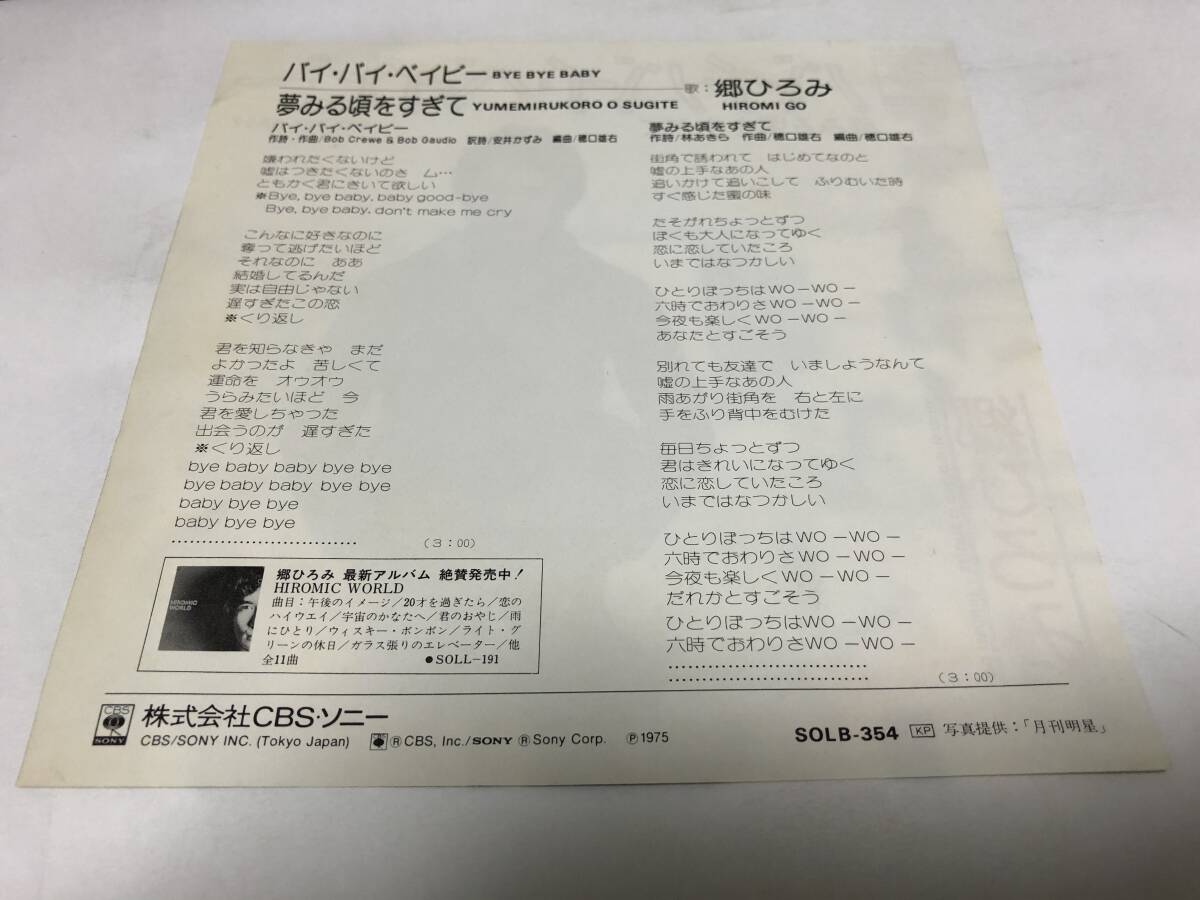 バイ・バイ・ベイビー BYE BYE BABY
夢みる頃をすぎて YUMEMIRUKORO O SUGITE
歌：郷ひろみ
HIROMI GO
バイ・バイ・ベイビー
作詩・作曲/Bob Crewe & Bob Gaudio 訳詩/安井かずみ 編曲/穂口雄右
嫌われたくないけど
嘘はつきたくないのさ ム…
ともかく君にきいて欲しい
※Bye, bye baby, baby good-bye
Bye, bye baby, don't make me cry
こんなに好きなのに
奪って逃げたいほど
それなのに ああ
結婚してるんだ
実は自由じゃない
遅すぎたこの恋
※くり返し
君を知らなきゃ まだ
よかったよ 苦しくて
運命を オウオウ
うらみたいほど 今
君を愛しちゃった
出会うのが 遅すぎた
※くり返し
bye baby baby bye bye
bye baby baby bye bye
baby bye bye
baby bye bye
(3:00)
夢みる頃をすぎて
作詩/林あきら 作曲/穂口雄右 編曲/穂口雄右
街角で誘われて はじめてなのと
嘘の上手なあの人
追いかけて追いこして ふりむいた時
すぐ感じた蜜の味
たそがれちょっとずつ
ぼくも大人になってゆく
恋に恋していたころ
いまではなつかしい
ひとりぼっちはWO－WO－
六時でおわりさWO－WO－
今夜も楽しくWO－WO－
あなたとすごそう
別れても友達で いましようなんて
嘘の上手なあの人
雨あがり街角を 右と左に
手をふり背中をむけた
毎日ちょっとずつ
君はきれいになってゆく
恋に恋していたころ
いまではなつかしい
ひとりぼっちはWO－WO－
六時でおわりさWO－WO－
今夜も楽しくWO－WO－
だれかとすごそう
ひとりぼっちはWO－WO－
六時でおわりさWO－WO－
(3:00)
HIROMIC
WORLD
郷ひろみ 最新アルバム 絶賛発売中！
HIROMIC WORLD
曲目：午後のイメージ/20才を過ぎたら/恋の
ハイウエイ/宇宙のかなたへ/君のおやじ/雨
にひとり/ウィスキー・ボンボン/ライト・グ
リーンの休日/ガラス張りのエレベーター/他
全11曲 ●SOLL-191
CBS
SONY
株式会社CBS・ソニー
CBS/SONY INC. (Tokyo Japan) ⓇCBS, Inc./SONY ⓇSony Corp. Ⓟ1975
SOLB-354 KP 写真提供：「月刊明星」